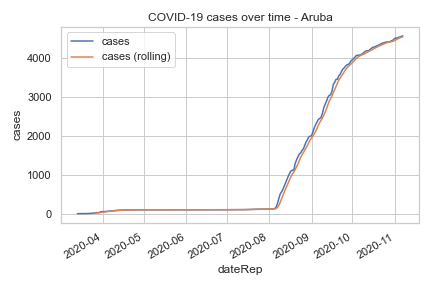 COVID-19 cases over time - Aruba
cases
cases (rolling)
cases
4000
3000
2000
1000
0
2020-04
2020-05
2020-06
2020-07
2020-08
2020-09
2020-10
2020-11
dateRep